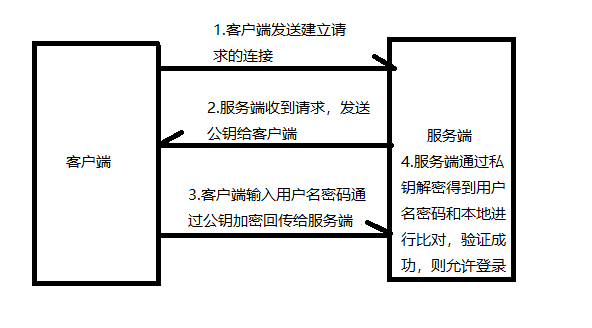 1.客户端发送建立请
求的连接
2.服务端收到请求，发送
公钥给客户端
客户端
3.客户端输入用户名密码通
过公钥加密回传给服务端
服务端
4.服务端通过私
钥解密得到用户
名密码和本地进
行比对，验证成
功，则允许登录